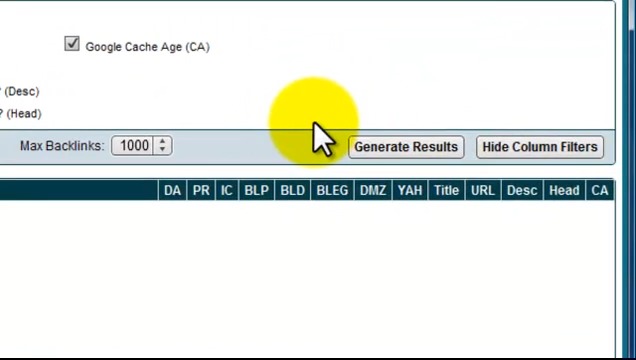 Google Cache Age (CA)
? (Desc)
? (Head)
Max Backlinks: 1000 Generate Results Hide Column Filters
DA PR IC BLP BLD BLEG DMZ YAH Title URL Desc Head CA